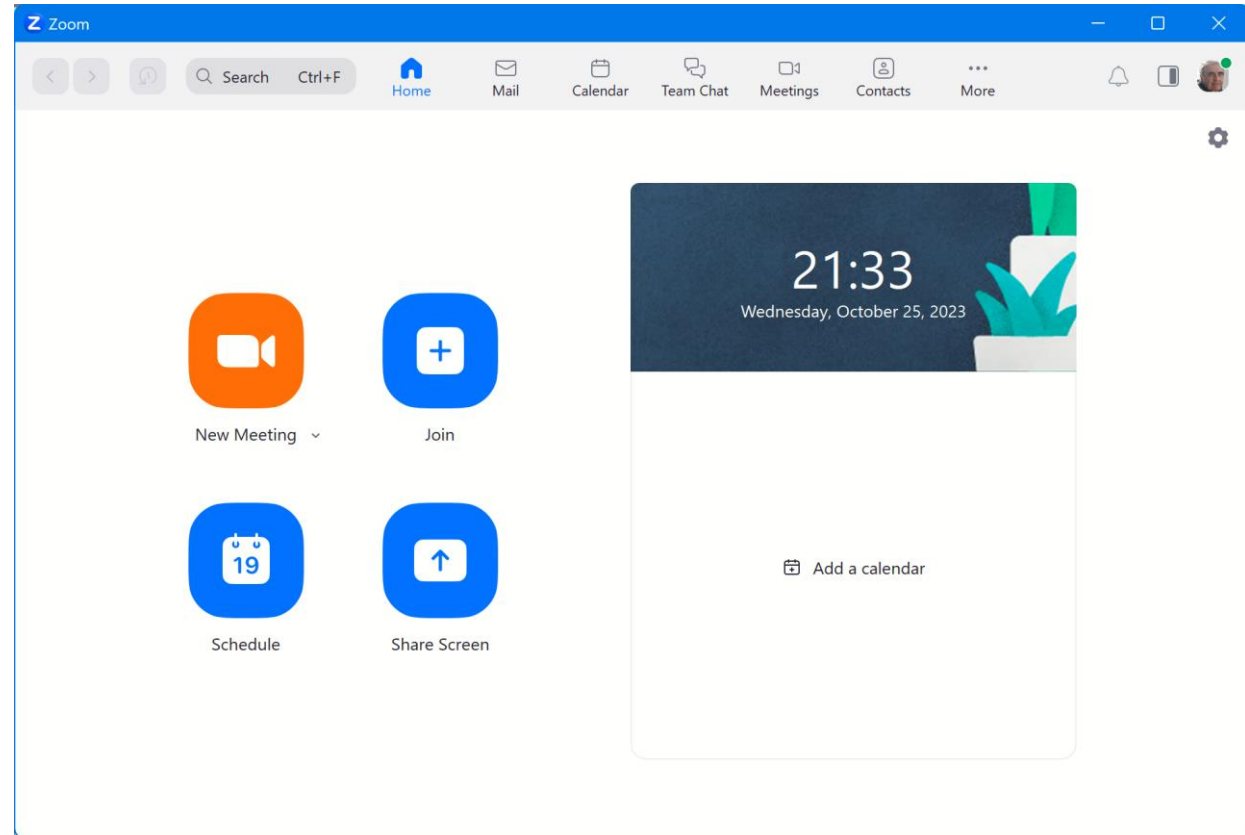 Z Zoom
Search Ctrl+F
Home Mail Calendar Team Chat Meetings Contacts More
21:33
Wednesday, October 25, 2023
New Meeting Join
19
Schedule Share Screen
Add a calendar